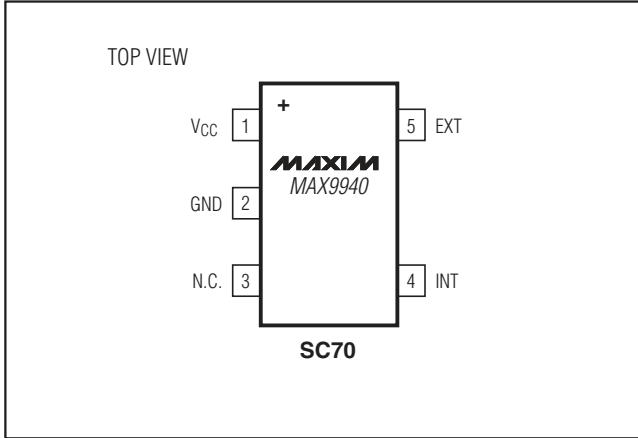 TOP VIEW
+
VCC 1
5 EXT
MAXIM
MAX9940
GND 2
N.C. 3
4 INT
SC70